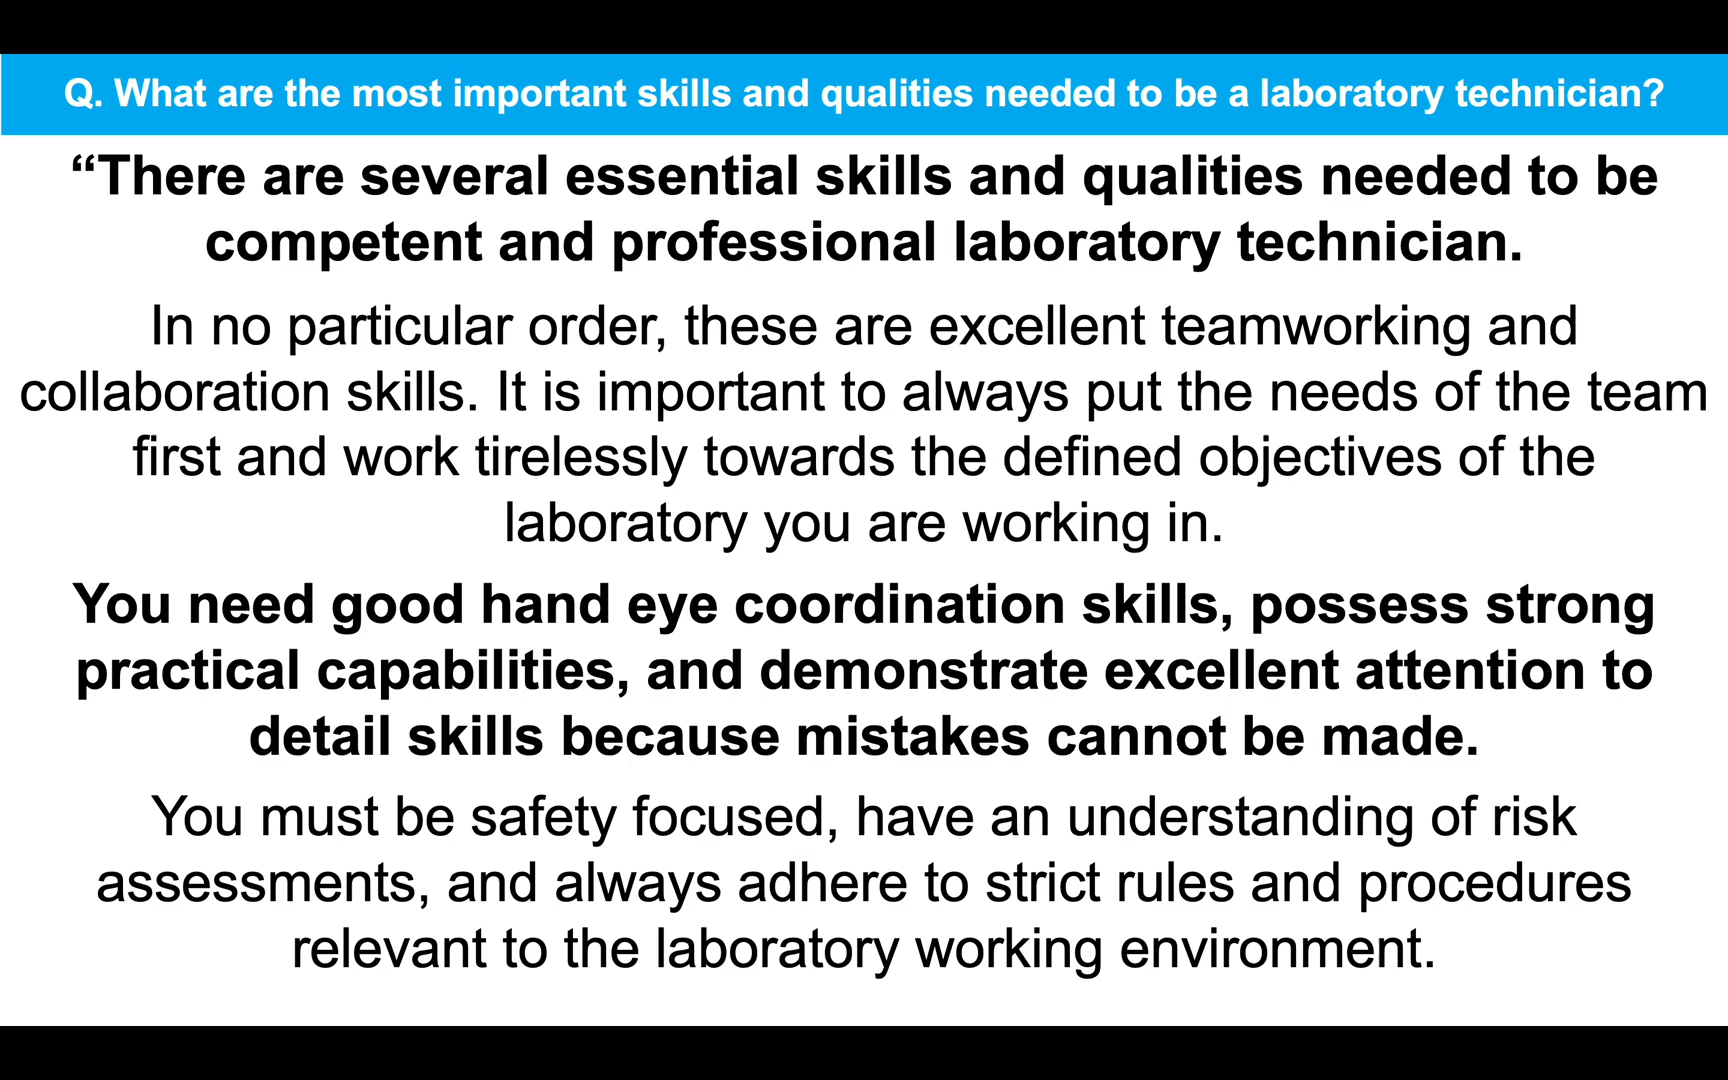 Q. What are the most important skills and qualities needed to be a laboratory technician?
“There are several essential skills and qualities needed to be
competent and professional laboratory technician.
In no particular order, these are excellent teamworking and
collaboration skills. It is important to always put the needs of the team
first and work tirelessly towards the defined objectives of the
laboratory you are working in.
You need good hand eye coordination skills, possess strong
practical capabilities, and demonstrate excellent attention to
detail skills because mistakes cannot be made.
You must be safety focused, have an understanding of risk
assessments, and always adhere to strict rules and procedures
relevant to the laboratory working environment.